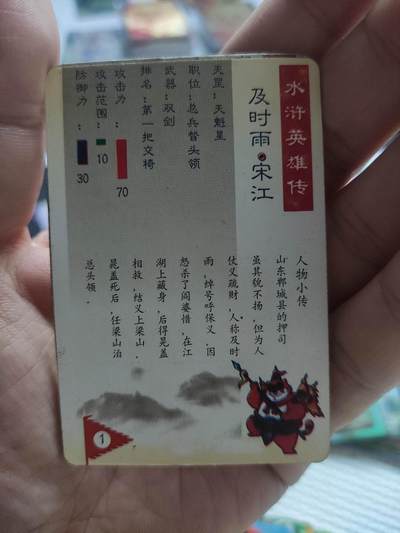 水浒英雄传
及时雨·宋江
天罡：天魁星
职位：总兵督头领
武器：双剑
排名：第一把交椅
攻击力：70
攻击范围：10
防御力：30
人物小传
山东郓城县的押司
虽其貌不扬，但为人
仗义疏财，人称及时
雨，绰号呼保义．因
怒杀了阎婆惜，在江
湖上藏身，后得晁盖
相救，结义上梁山．
晁盖死后，任梁山泊
总头领．
1